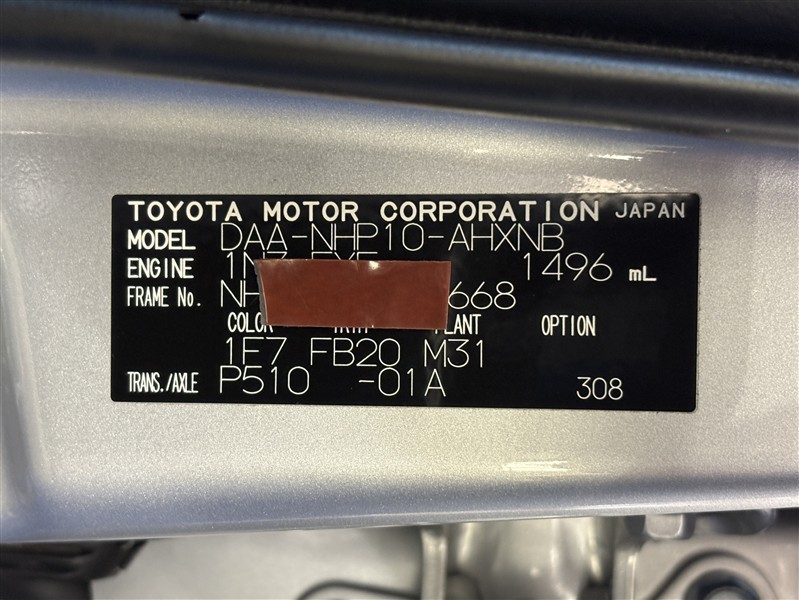 TOYOTA MOTOR CORPORATION JAPAN
MODEL DAA-NHP10-AHXNB
ENGINE 1496 mL
FRAME No. NH 668
COLOR PLANT OPTION
1F7 FB20 M31
TRANS./AXLE P510 -01A 308